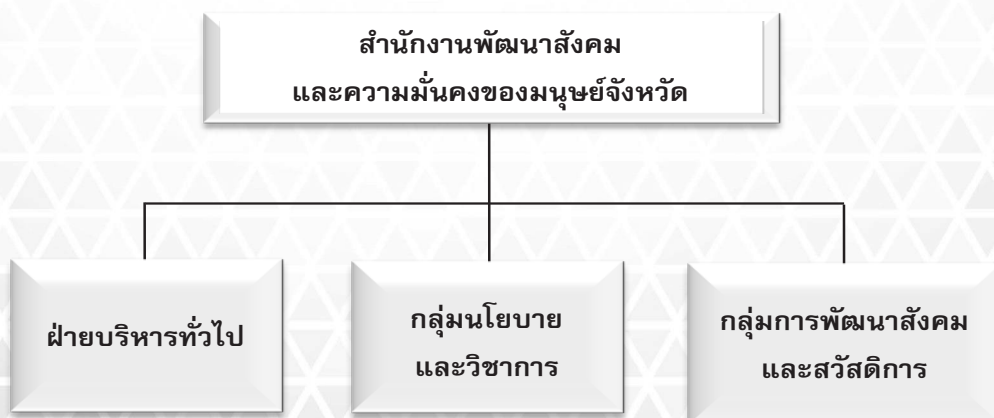 สำนักงานพัฒนาสังคม
และความมั่นคงของมนุษย์จังหวัด
ฝ่ายบริหารทั่วไป
กลุ่มนโยบาย
และวิชาการ
กลุ่มการพัฒนาสังคม
และสวัสดิการ